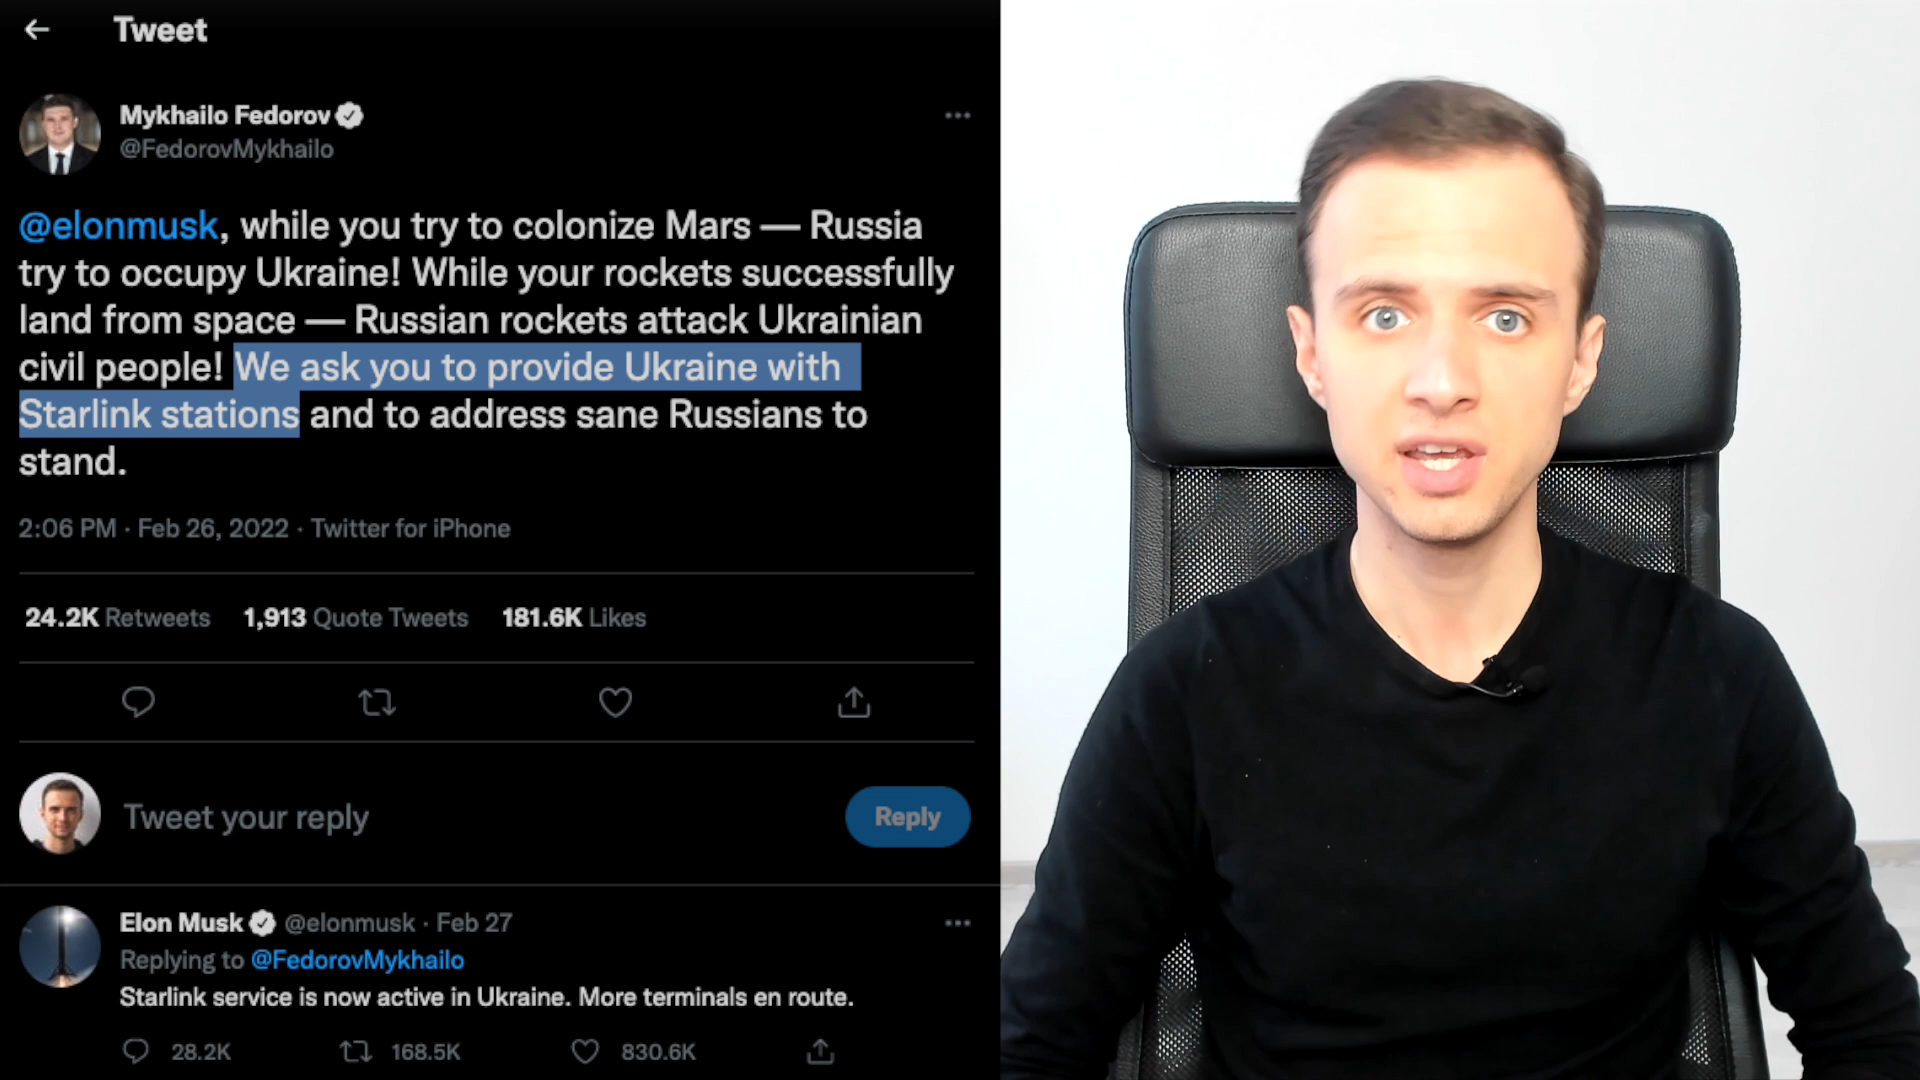 Tweet
Mykhailo Fedorov
@FedorovMykhailo
@elonmusk, while you try to colonize Mars — Russia
try to occupy Ukraine! While your rockets successfully
land from space — Russian rockets attack Ukrainian
civil people! We ask you to provide Ukraine with
Starlink stations and to address sane Russians to
stand.
2:06 PM · Feb 26, 2022 · Twitter for iPhone
24.2K Retweets 1,913 Quote Tweets 181.6K Likes
Tweet your reply
Reply
Elon Musk @elonmusk · Feb 27
Replying to @FedorovMykhailo
Starlink service is now active in Ukraine. More terminals en route.
28.2K 168.5K 830.6K